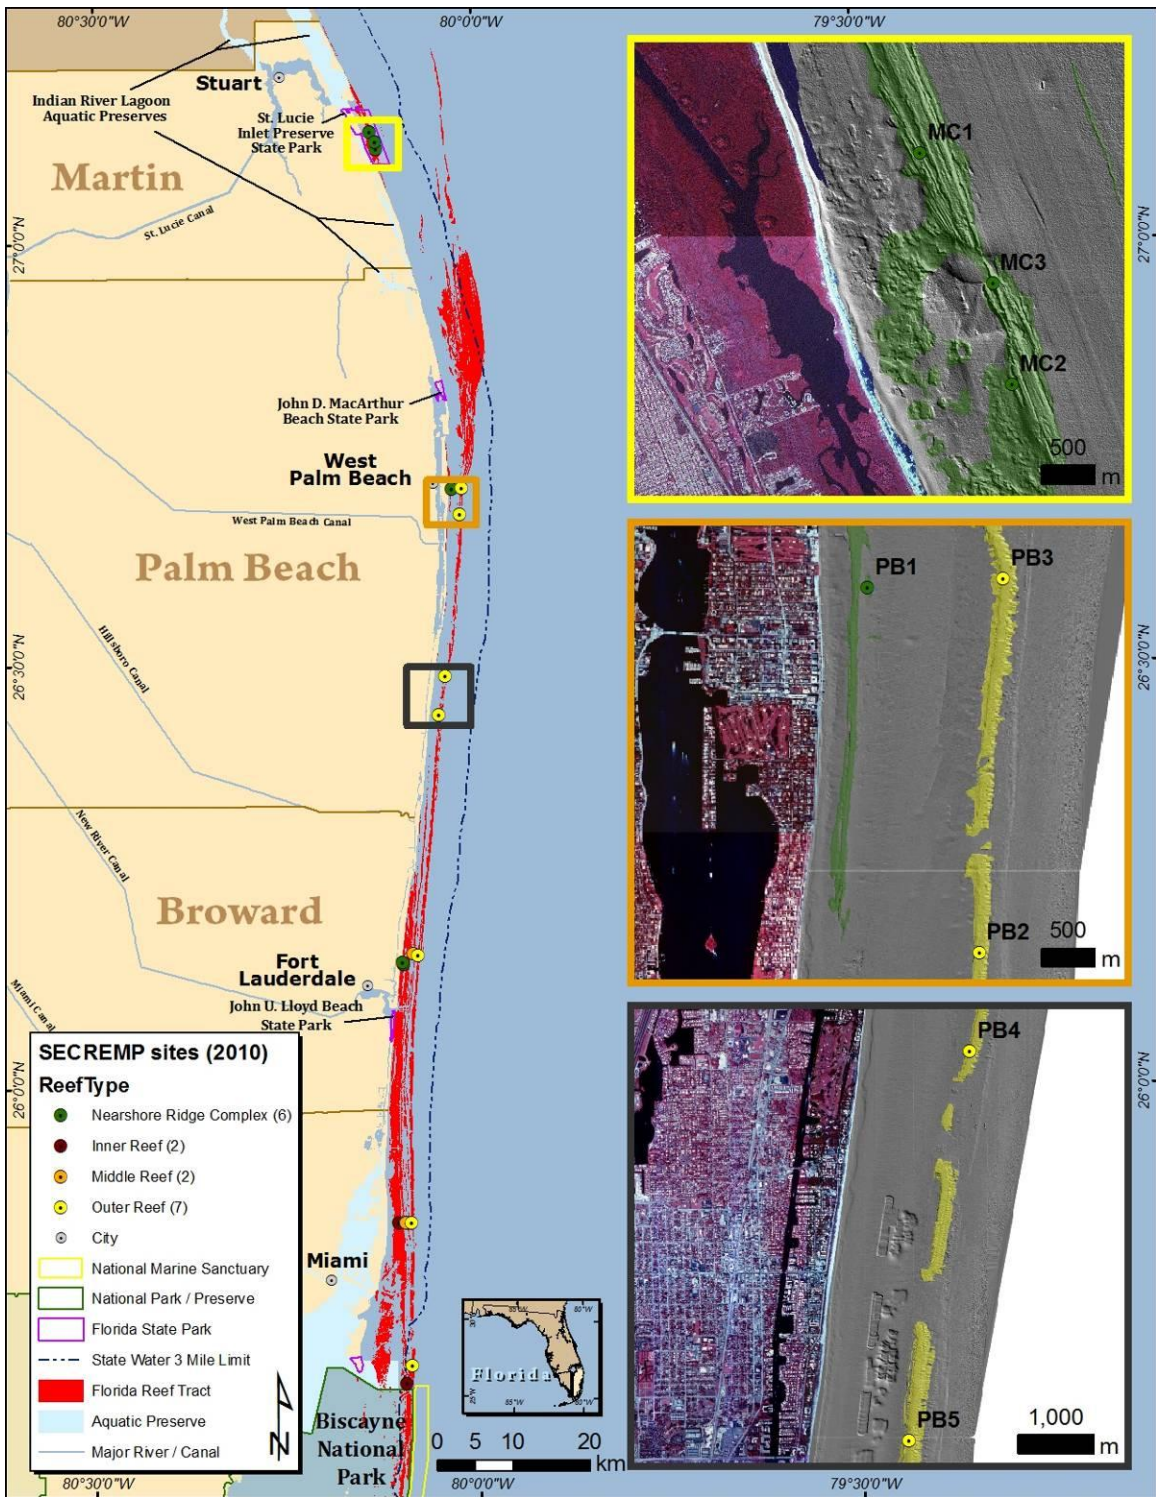 80°30'0"W
80°0'0"W
79°30'0"W
Stuart
Indian River Lagoon
Aquatic Preserves
St. Lucie
Inlet Preserve
State Park
Martin
St. Lucie Canal
27°0'0"N
John D. MacArthur
Beach State Park
West
Palm Beach
West Palm Beach Canal
Palm Beach
Hillsboro Canal
26°30'0"N
New River Canal
Broward
Fort
Lauderdale
John U. Lloyd Beach
State Park
Miami Canal
26°0'0"N
SECREMP sites (2010)
ReefType
Nearshore Ridge Complex (6)
Inner Reef (2)
Middle Reef (2)
Outer Reef (7)
City
National Marine Sanctuary
National Park / Preserve
Florida State Park
State Water 3 Mile Limit
Florida Reef Tract
Aquatic Preserve
Major River / Canal
N
Miami
Biscayne
National
Park
85°W
80°W
30°N
Florida
25°N
85°W
80°W
0 5 10 20
km
MC1
MC3
MC2
500
m
27°0'0"N
PB1
PB3
PB2
500
m
26°30'0"N
PB4
PB5
1,000
m
26°0'0"N
80°30'0"W
80°0'0"W
79°30'0"W